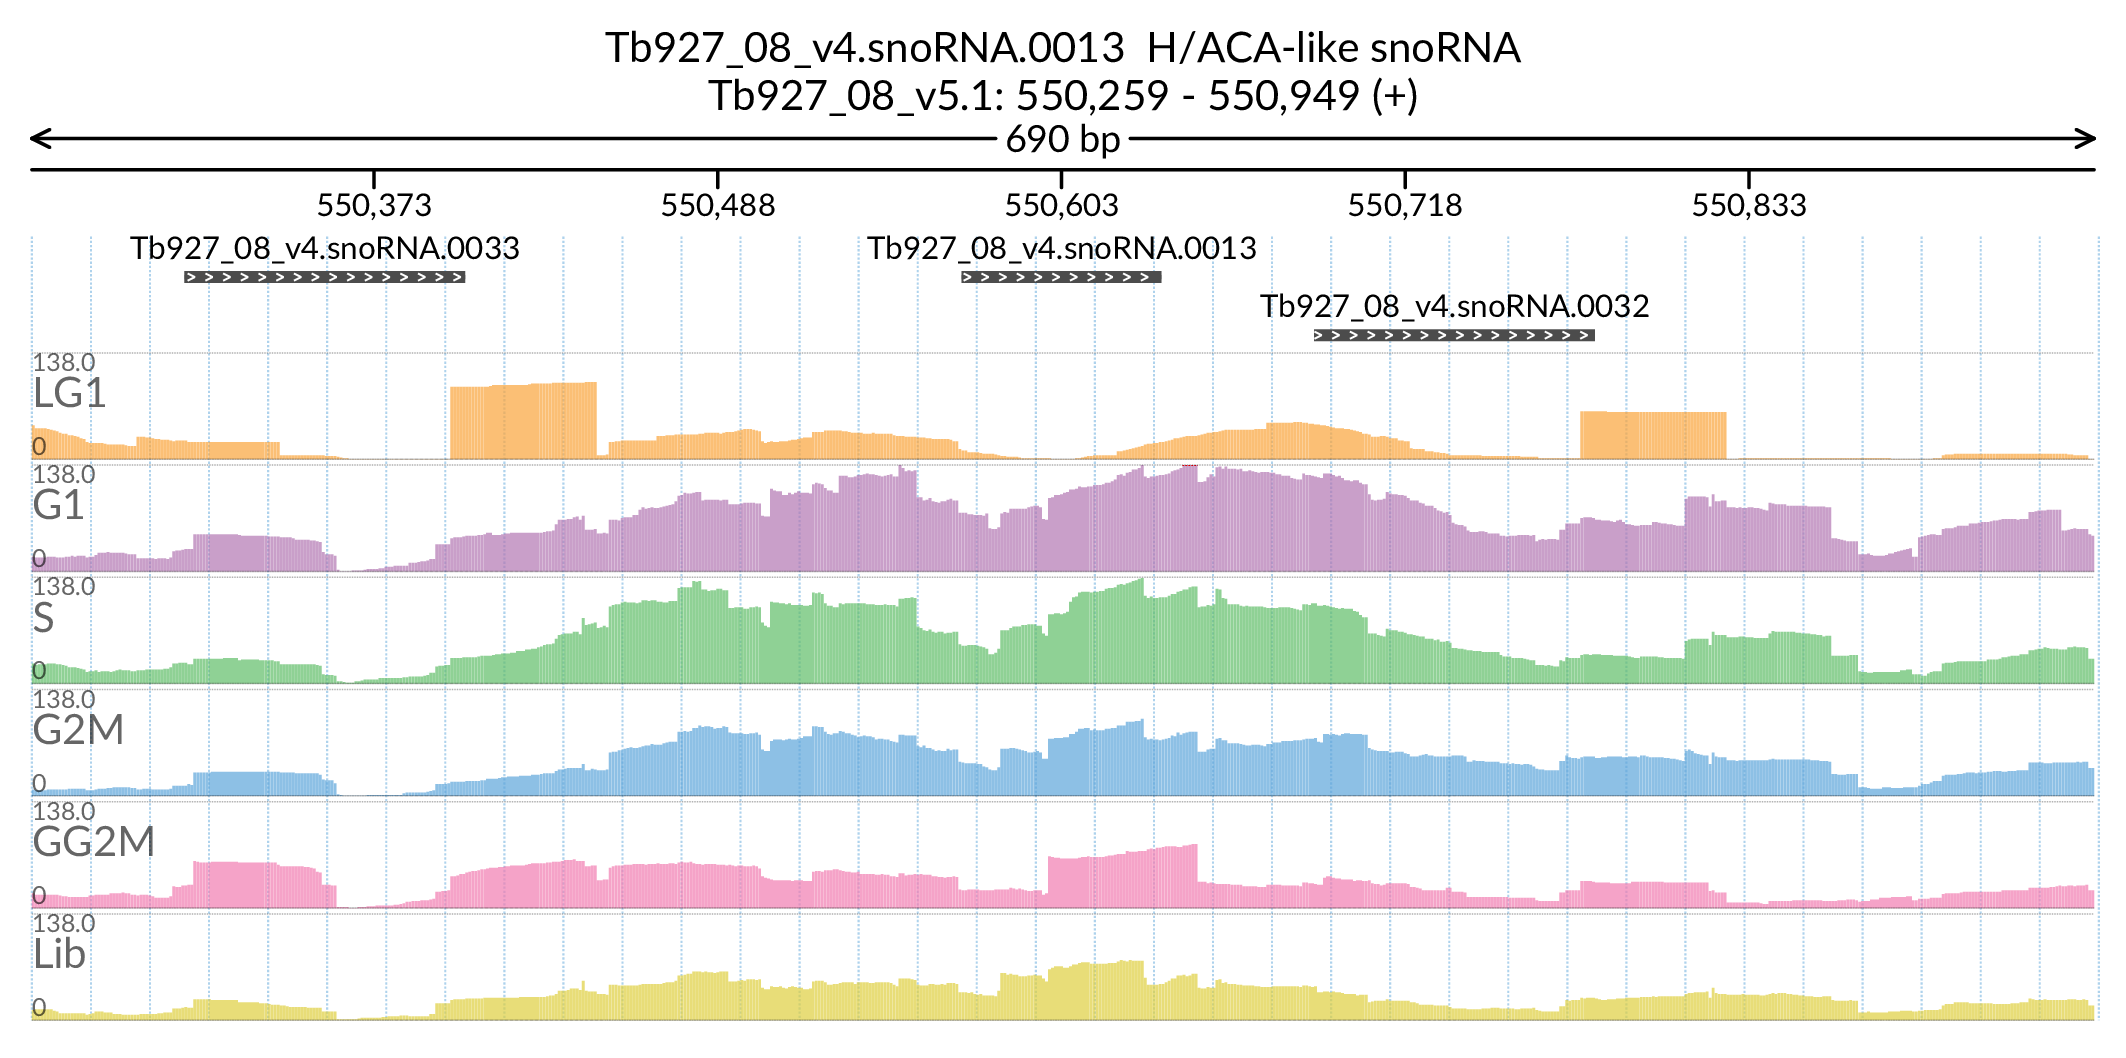 Tb927_08_v4.snoRNA.0013  H/ACA-like snoRNA
Tb927_08_v5.1: 550,259 - 550,949 (+)
690 bp
550,373 550,488 550,603 550,718 550,833
Tb927_08_v4.snoRNA.0033 Tb927_08_v4.snoRNA.0013
Tb927_08_v4.snoRNA.0032
138.0
LG1
0
138.0
G1
0
138.0
S
0
138.0
G2M
0
138.0
GG2M
0
138.0
Lib
0